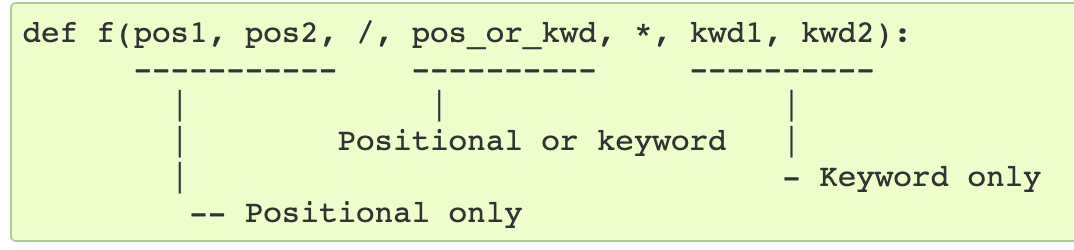 def f(pos1, pos2, /, pos_or_kwd, *, kwd1, kwd2):
      -----------    ----------     ----------
        |             |                  |
        |        Positional or keyword   |
        |                                - Keyword only
         -- Positional only